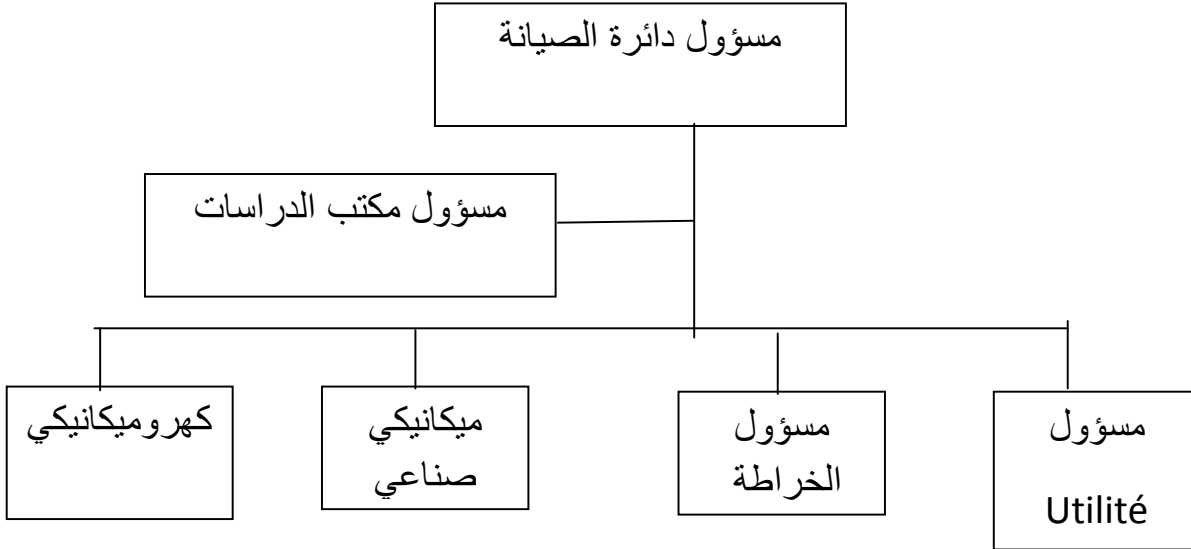 مسؤول دائرة الصيانة
مسؤول مكتب الدراسات
مسؤول
Utilité
مسؤول
الخراطة
ميكانيكي
صناعي
كهروميكانيكي